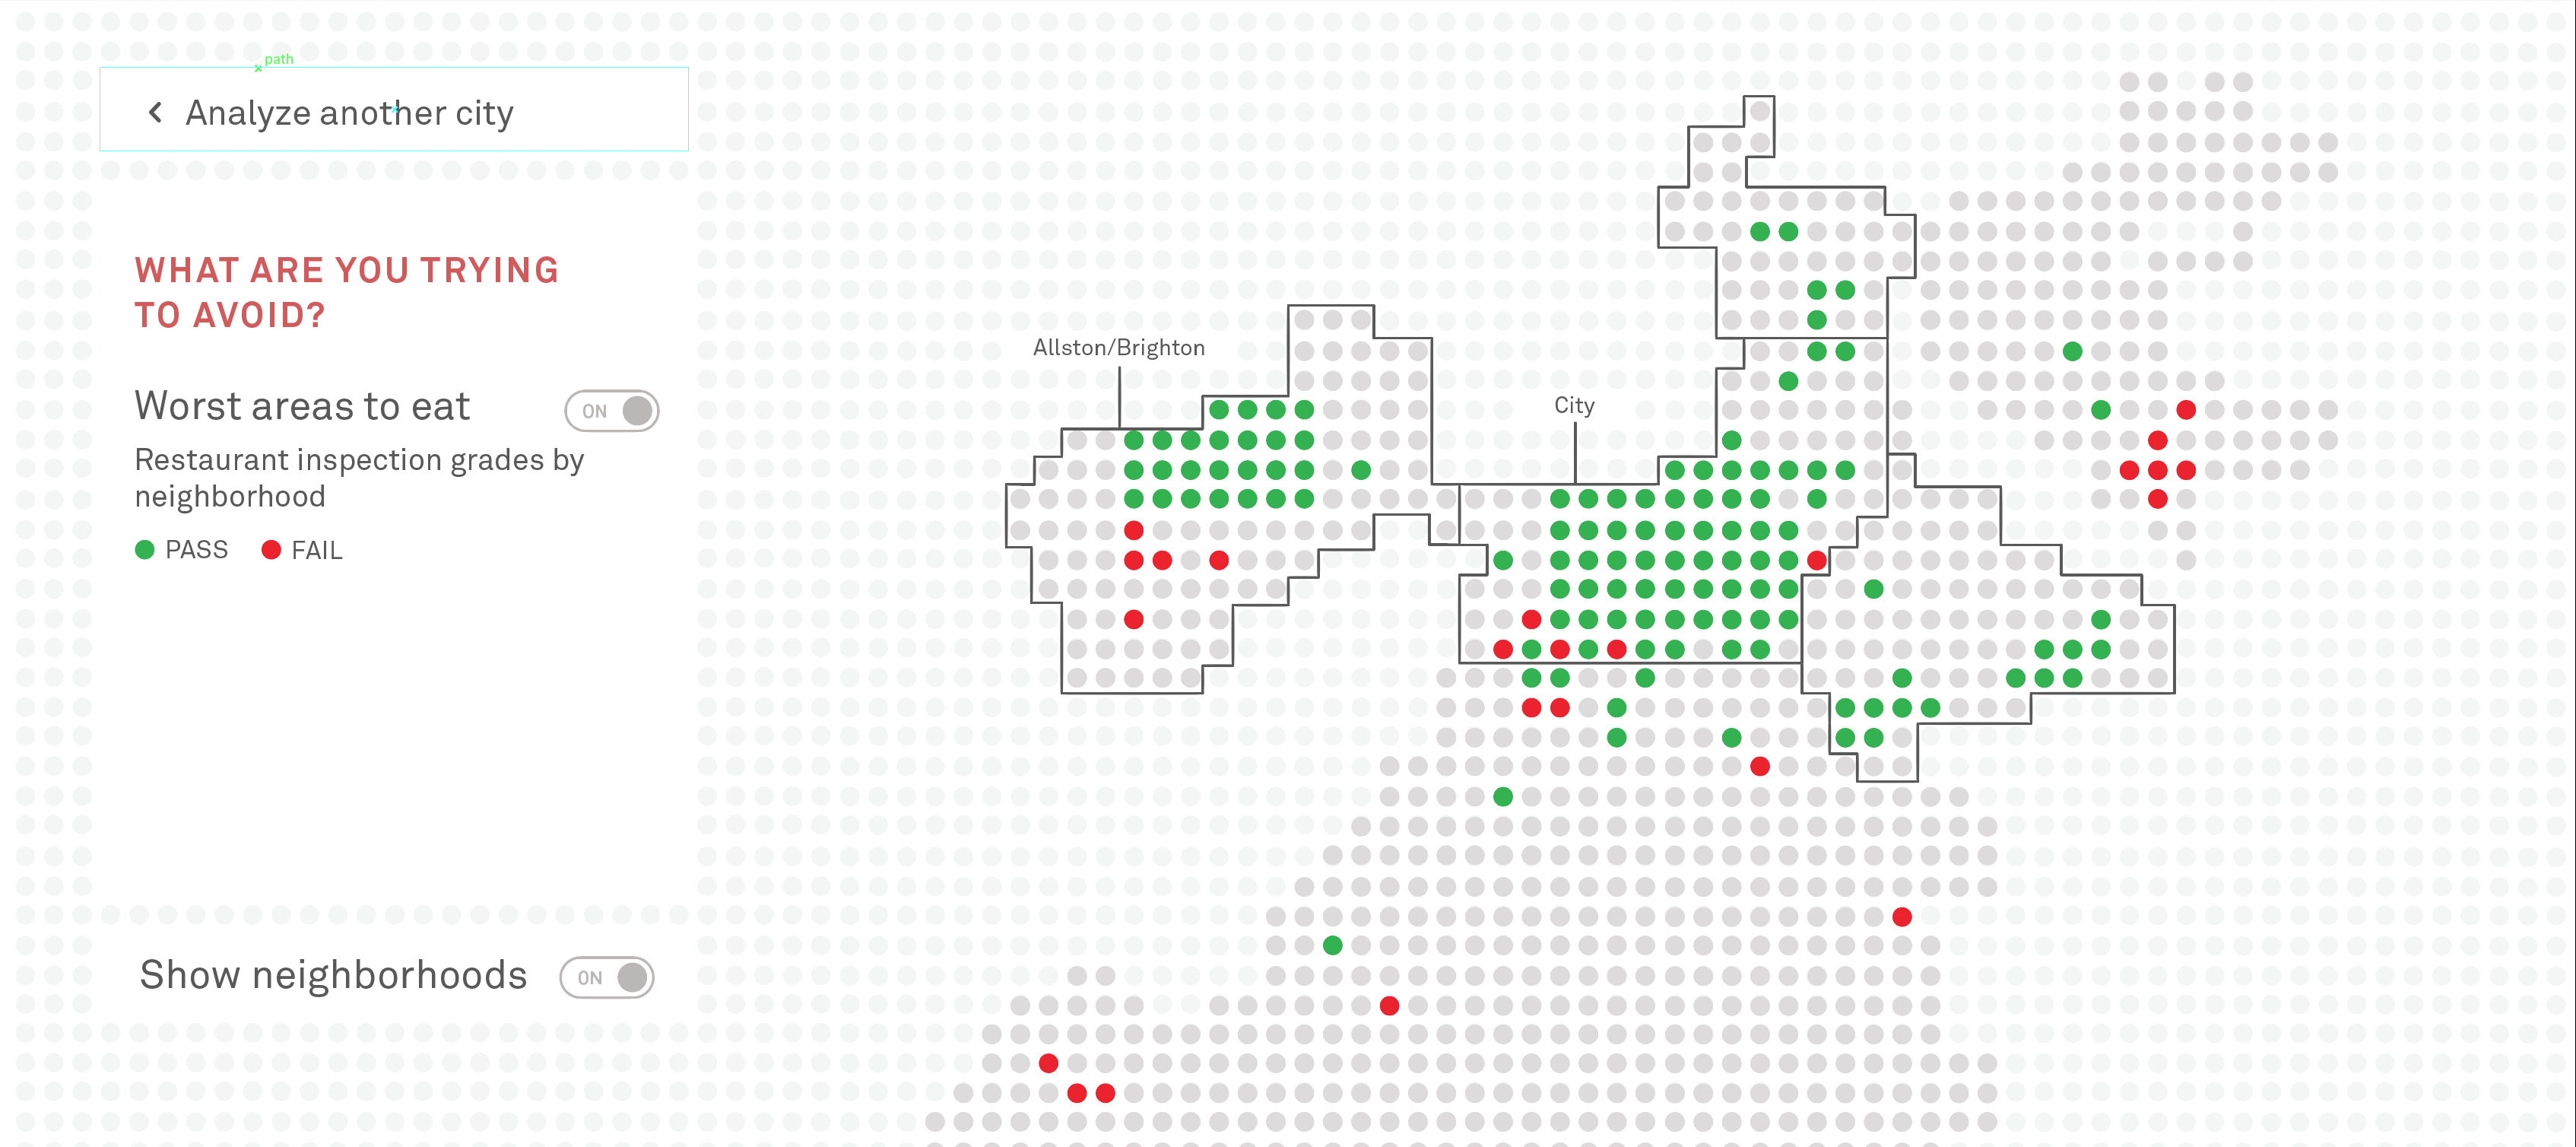 path
Analyze another city
WHAT ARE YOU TRYING
TO AVOID?
Worst areas to eat
ON
Restaurant inspection grades by
neighborhood
PASS
FAIL
Show neighborhoods
ON
Allston/Brighton
City